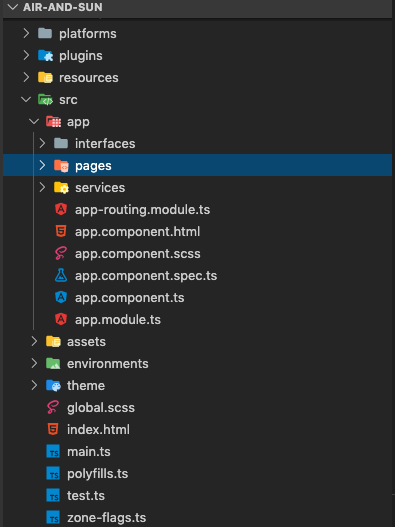 AIR-AND-SUN
platforms
plugins
resources
src
app
interfaces
pages
services
app-routing.module.ts
app.component.html
app.component.scss
app.component.spec.ts
app.component.ts
app.module.ts
assets
environments
theme
global.scss
index.html
main.ts
polyfills.ts
test.ts
zone-flags.ts